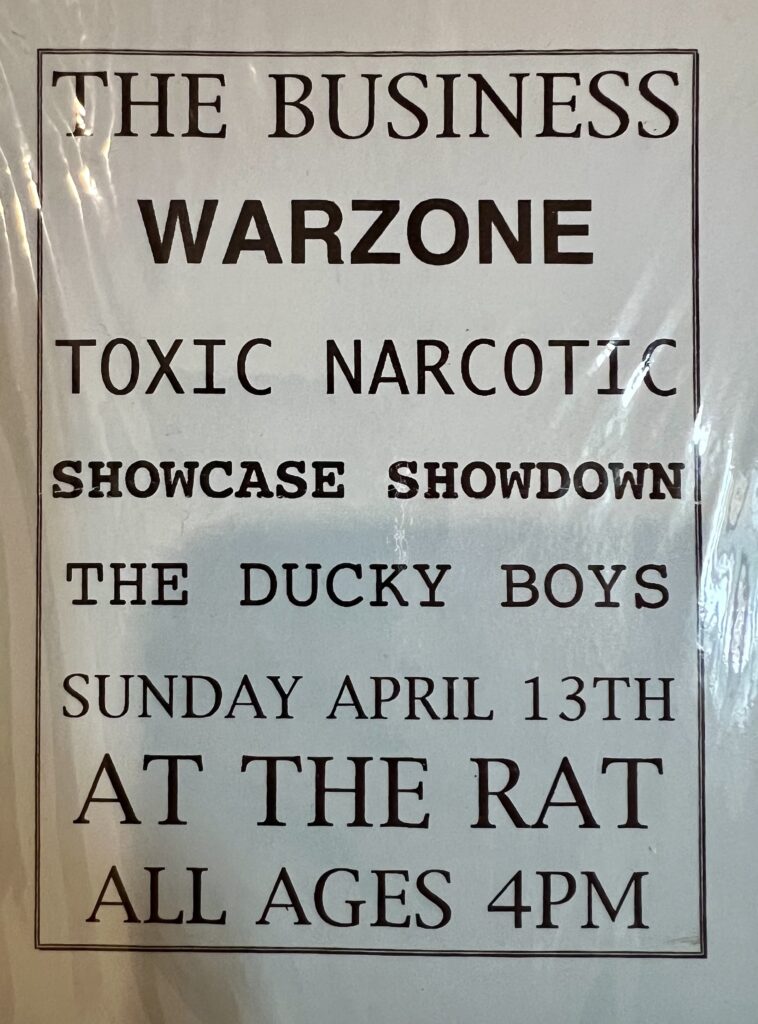 THE BUSINESS
WARZONE
TOXIC NARCOTIC
SHOWCASE SHOWDOWN
THE DUCKY BOYS
SUNDAY APRIL 13TH
AT THE RAT
ALL AGES 4PM